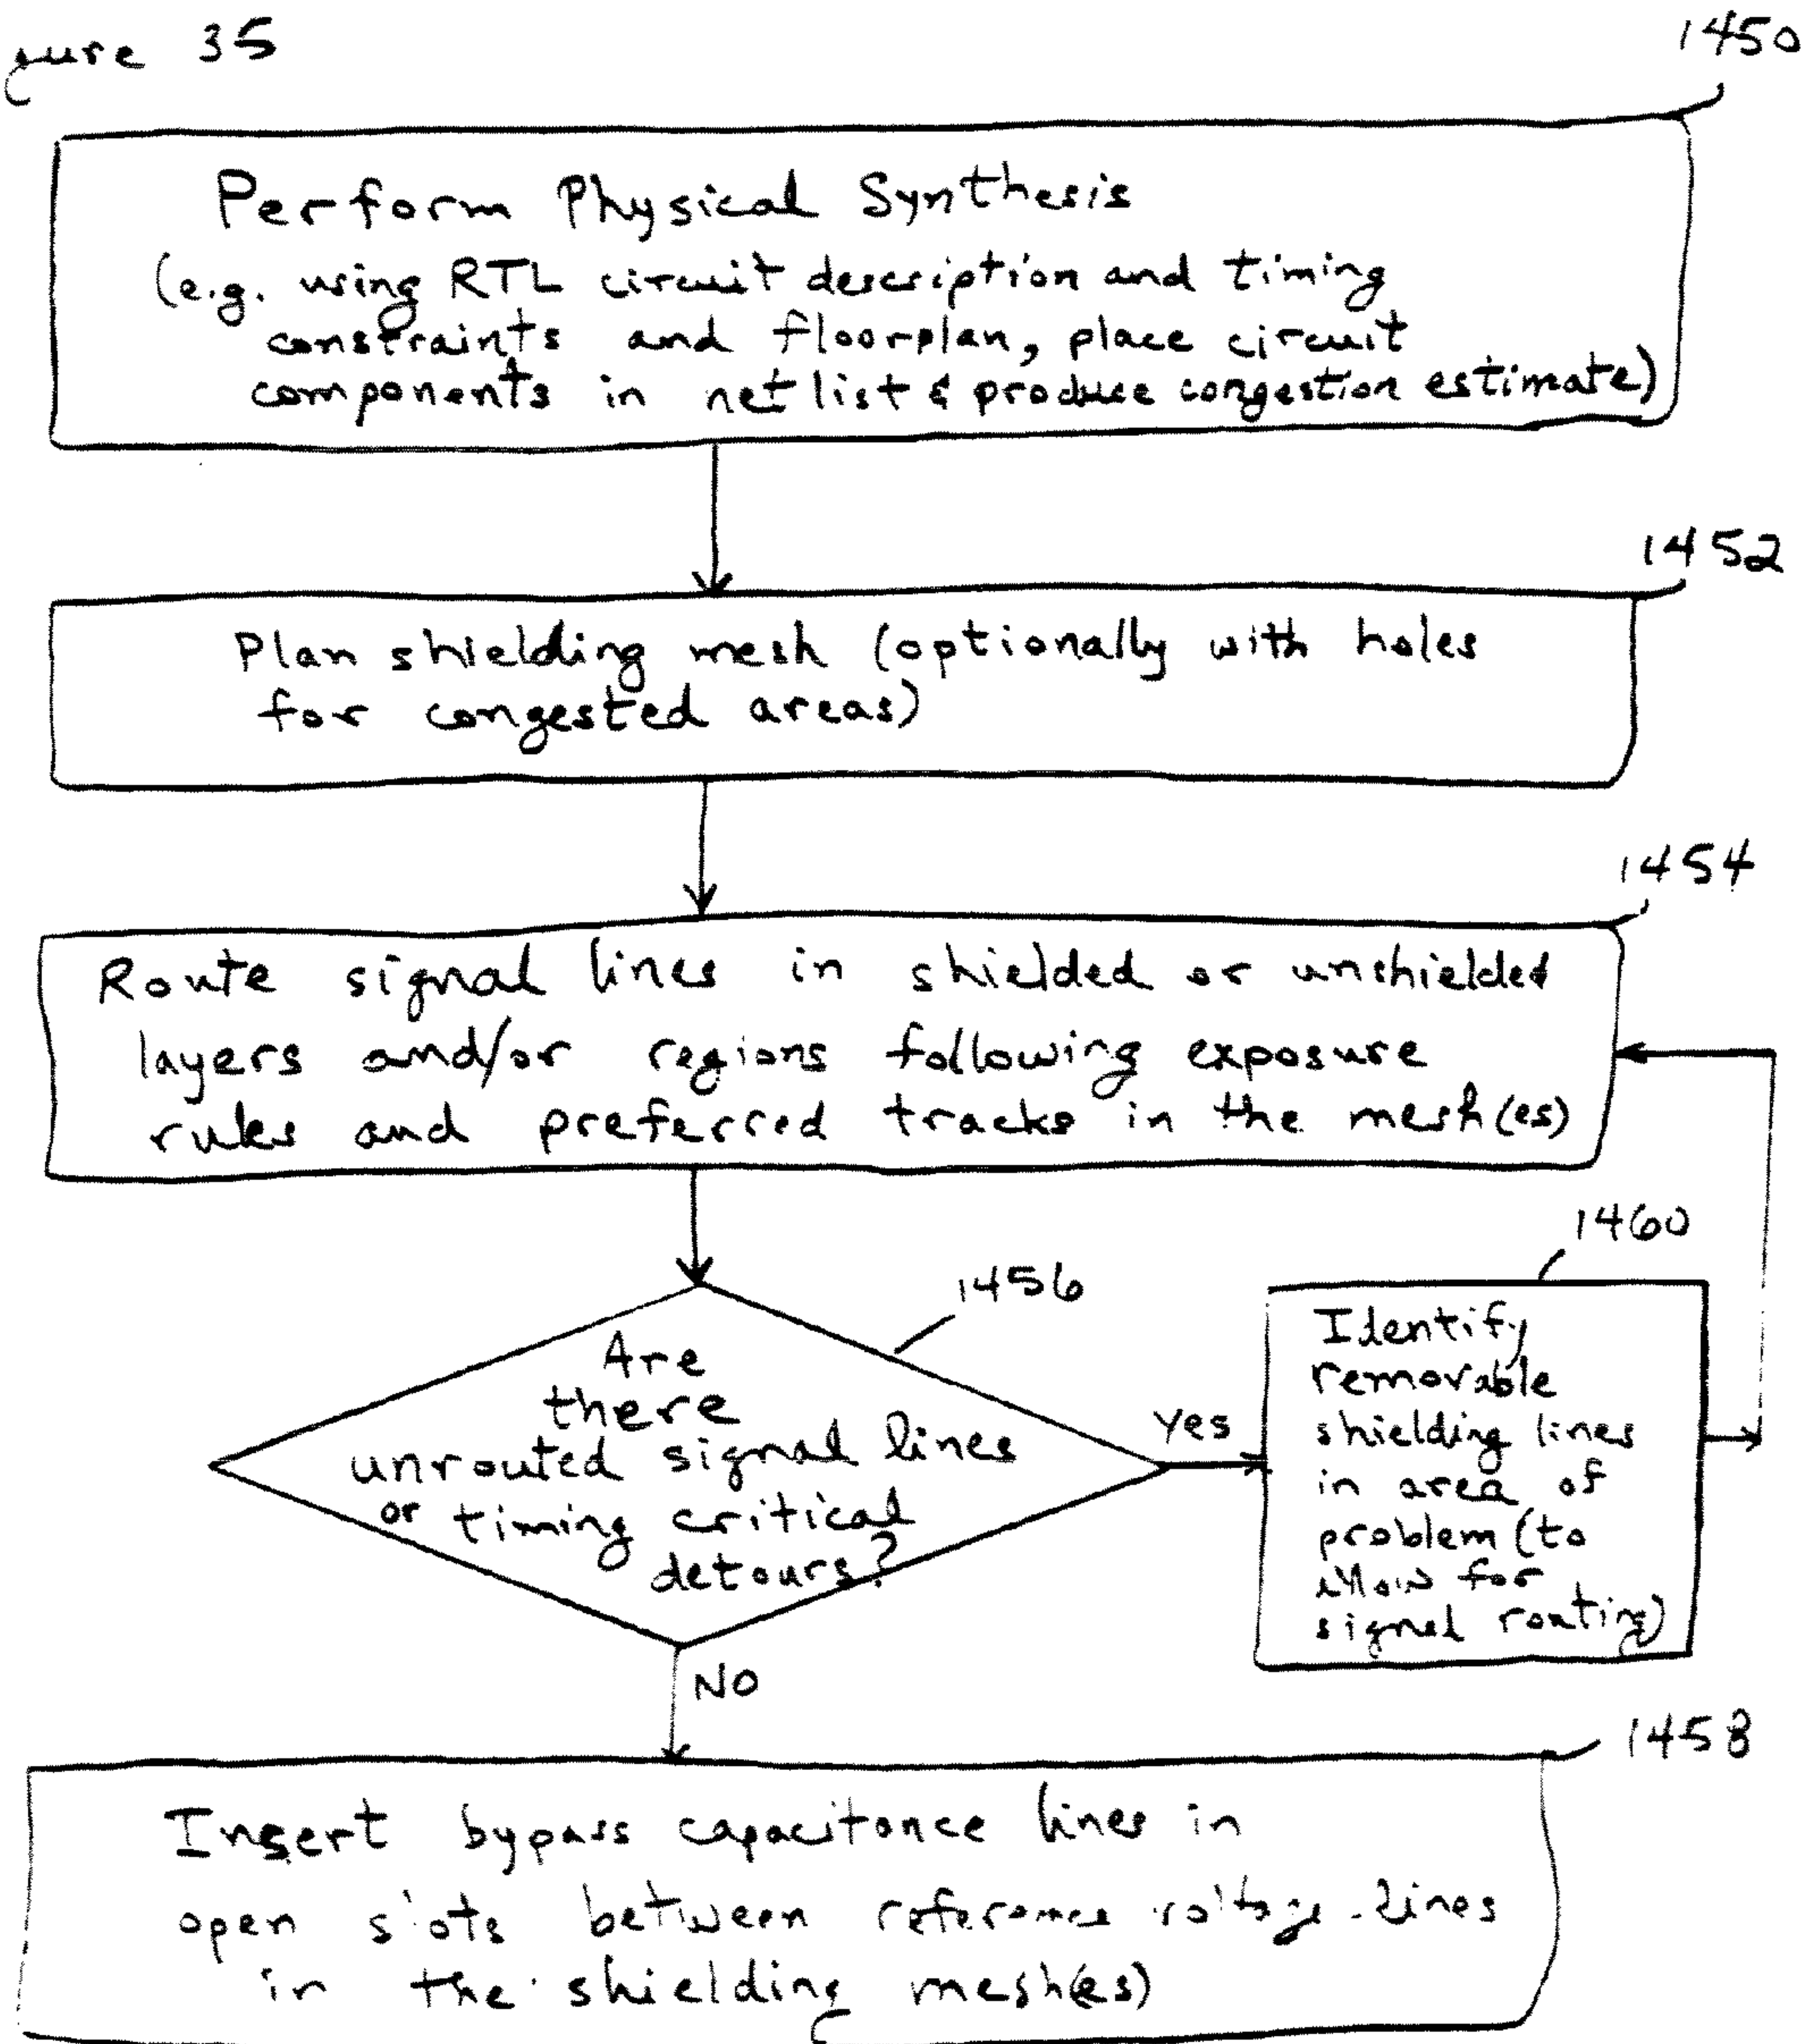 gure 35
1450
Perform Physical Synthesis
(e.g. using RTL circuit description and timing
constraints and floorplan, place circuit
components in netlist & produce congestion estimate)
1452
Plan shielding mesh (optionally with holes
for congested areas)
1454
Route signal lines in shielded or unshielded
layers and/or regions following exposure
rules and preferred tracks in the mesh(es)
1456
Are
there
unrouted signal lines
or timing critical
detours?
Yes
1460
Identify
removable
shielding lines
in area of
problem (to
allow for
signal routing)
NO
1458
Insert bypass capacitance lines in
open slots between reference voltage lines
in the shielding mesh(es)